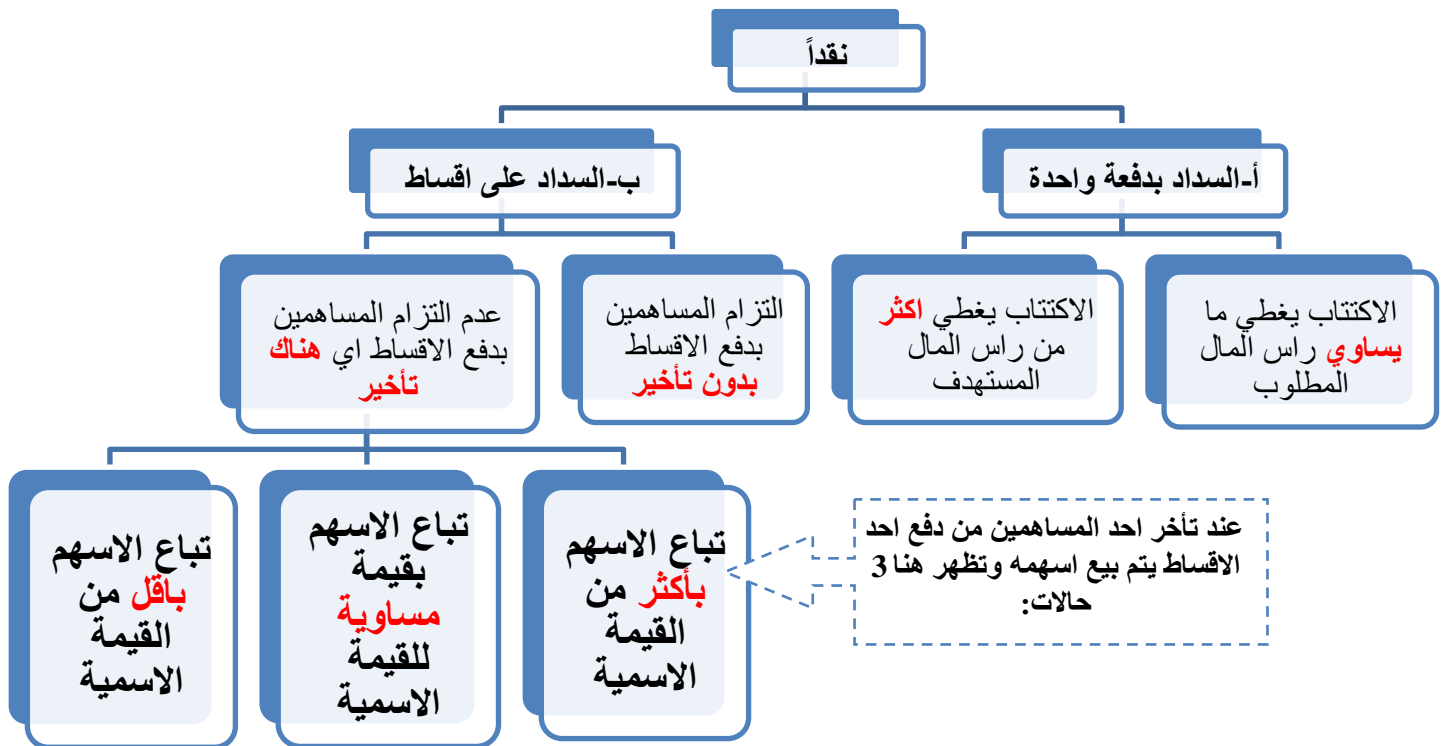 نقداً
أ-السداد بدفعة واحدة
ب-السداد على اقساط
الاكتتاب يغطي ما
يساوي راس المال
المطلوب
الاكتتاب يغطي اكثر
من راس المال
المستهدف
التزام المساهمين
بدفع الاقساط
بدون تأخير
عدم التزام المساهمين
بدفع الاقساط اي هناك
تأخير
عند تأخر احد المساهمين من دفع احد
الاقساط يتم بيع اسهمه وتظهر هنا 3
حالات:
تباع الاسهم
بأكثر من
القيمة
الاسمية
تباع الاسهم
بقيمة
مساوية
للقيمة
الاسمية
تباع الاسهم
باقل من
القيمة
الاسمية